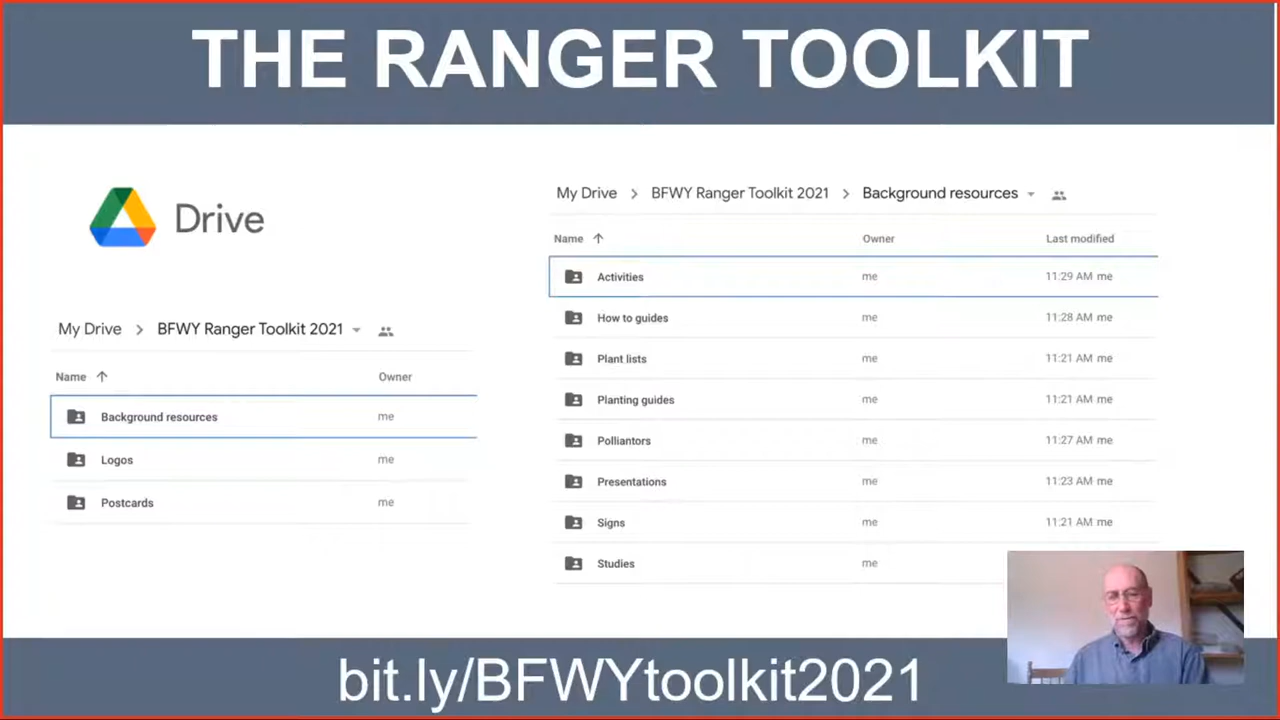 THE RANGER TOOLKIT
Drive
My Drive > BFWY Ranger Toolkit 2021
Name ↑ Owner
Background resources me
Logos me
Postcards me
My Drive > BFWY Ranger Toolkit 2021 > Background resources
Name ↑ Owner Last modified
Activities me 11:29 AM me
How to guides me 11:28 AM me
Plant lists me 11:21 AM me
Planting guides me 11:21 AM me
Polliantors me 11:27 AM me
Presentations me 11:23 AM me
Signs me 11:21 AM me
Studies me
bit.ly/BFWYtoolkit2021